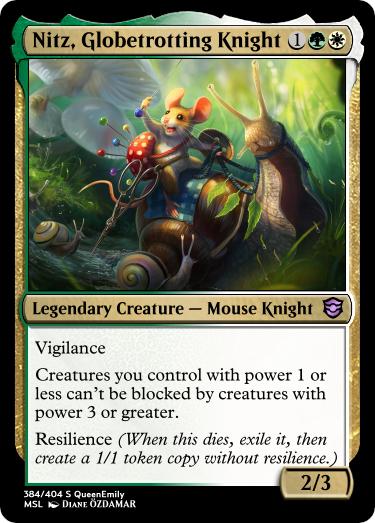 Nitz, Globetrotting Knight 1
Legendary Creature — Mouse Knight
Vigilance
Creatures you control with power 1 or
less can't be blocked by creatures with
power 3 or greater.
Resilience (When this dies, exile it, then
create a 1/1 token copy without resilience.)
2/3
384/404 S QueenEmily
MSL Diane ÖZDAMAR